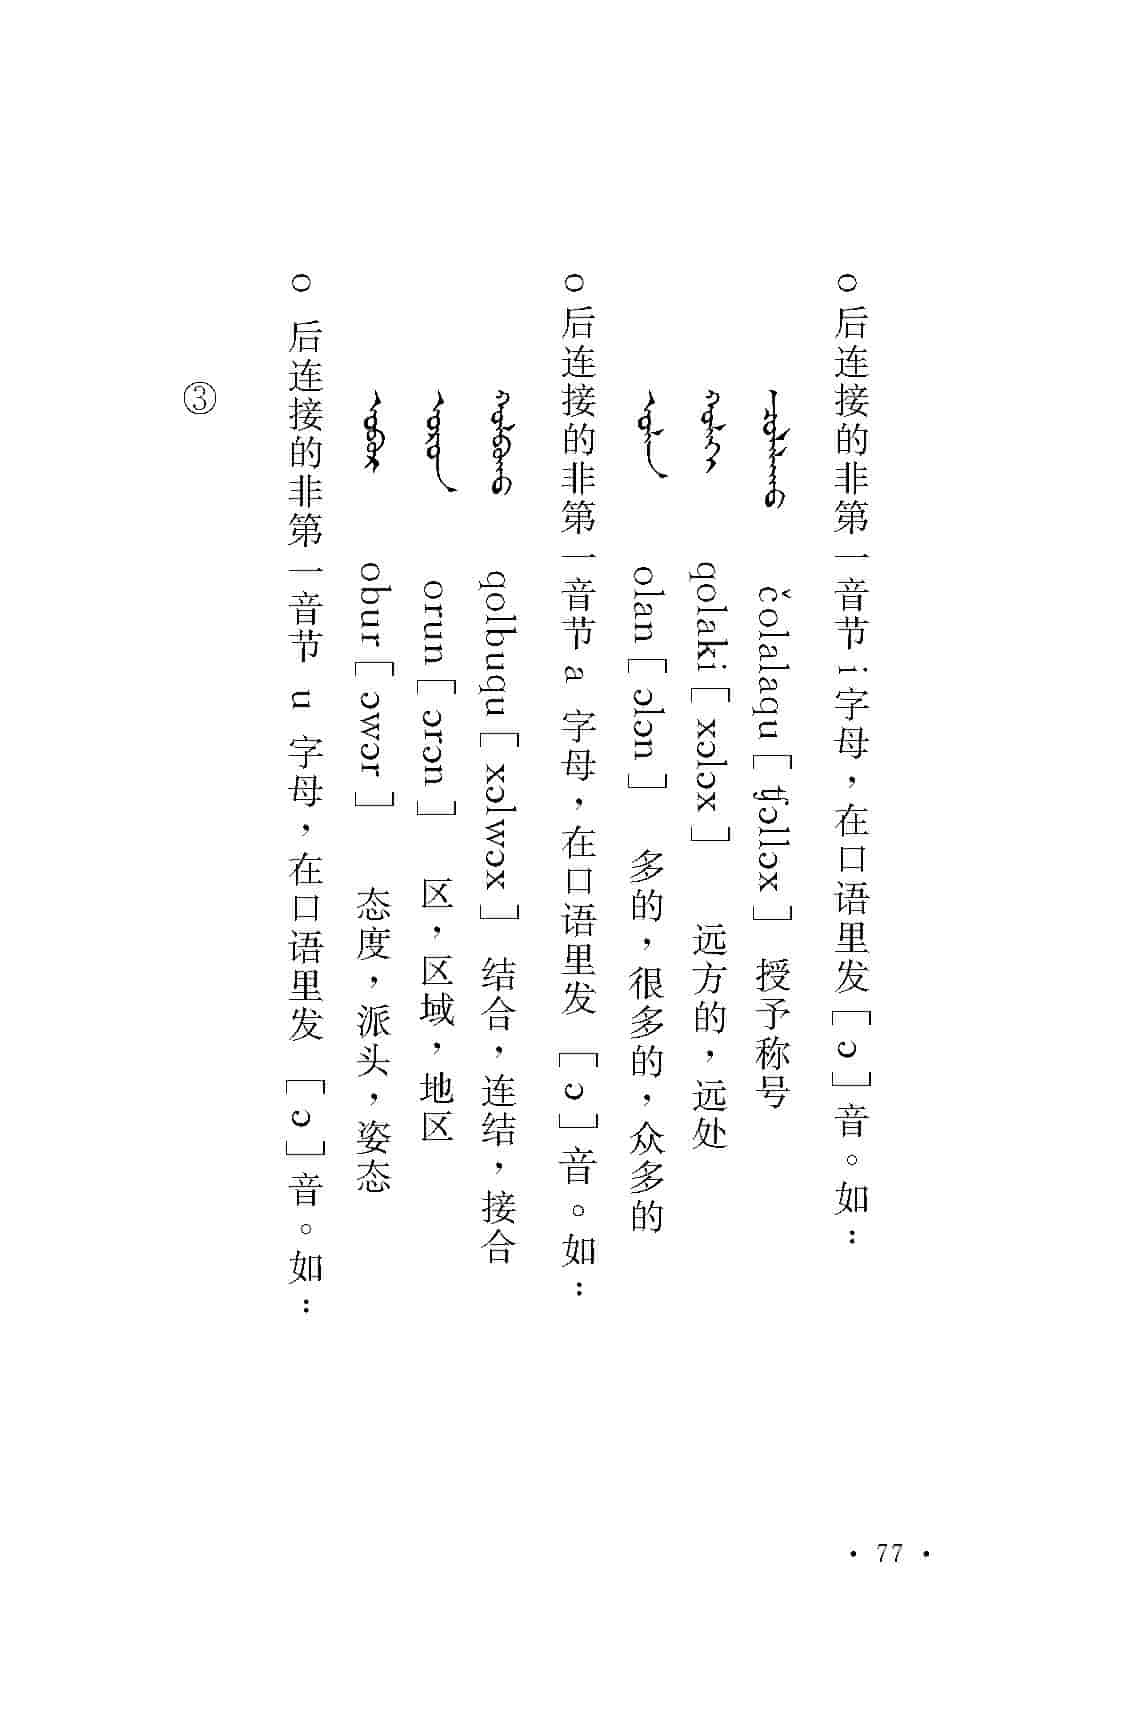 ③
o 后连接的非第一音节 u 字母，在口语里发 [ɔ]音。如：
ᠣᠪᠤᠷ obur [ɔwɔr] 态度，派头，姿态
ᠣᠷᠤᠨ orun [ɔrɔn] 区，区域，地区
ᠬᠣᠯᠪᠤᠬᠤ qolbuqu [xɔlwɔx] 结合，连结，接合
o 后连接的非第一音节 a 字母，在口语里发 [ɔ]音。如：
ᠣᠯᠠᠨ olan [ɔlɔn] 多的，很多的，众多的
ᠬᠣᠯᠠᠬᠢ qolaki [xɔlɔx] 远方的，远处
ᠴᠣᠯᠠᠯᠠᠬᠤ čolalaqu [ʧɔllɔx] 授予称号
o 后连接的非第一音节 i 字母，在口语里发[ɔ]音。如：
· 77 ·